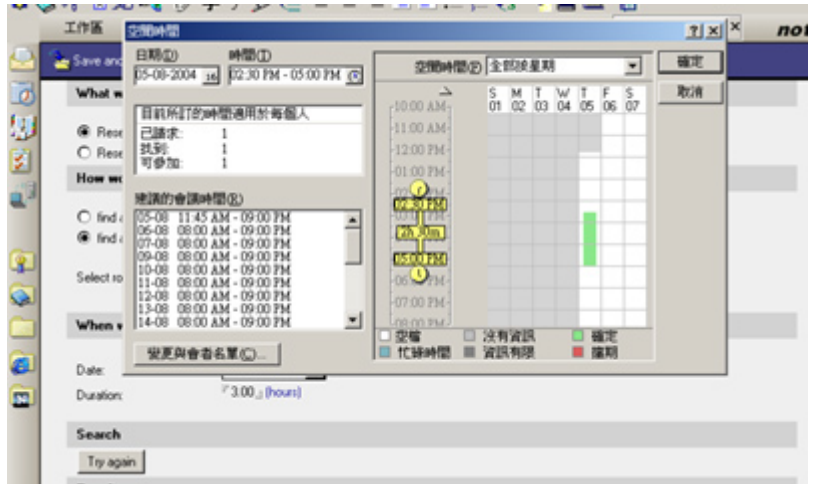 工作區
空閒時間
not
Save and
What w
Rese
Rese
How wo
find a
find a
Select ro
When w
Date:
Duration:
3.00 (hours)
Search
Try again
日期(D)
時間(I)
05-08-2004 16
02:30 PM - 05:00 PM
目前所訂的時間適用於每個人
已請求: 1
找到: 1
可參加: 1
建議的會議時間(R)
05-08 11:45 AM - 09:00 PM
06-08 08:00 AM - 09:00 PM
07-08 08:00 AM - 09:00 PM
09-08 08:00 AM - 09:00 PM
10-08 08:00 AM - 09:00 PM
11-08 08:00 AM - 09:00 PM
12-08 08:00 AM - 09:00 PM
13-08 08:00 AM - 09:00 PM
14-08 08:00 AM - 09:00 PM
變更與會者名單(C)...
空閒時間(P) 全部按星期
S M T W T F S
01 02 03 04 05 06 07
10:00 AM
11:00 AM
12:00 PM
01:00 PM
02:30 PM
2h 30m
05:00 PM
07:00 PM
08:00 PM
空檔 沒有資訊 確定
忙碌時間 資訊有限 撞期
確定
取消